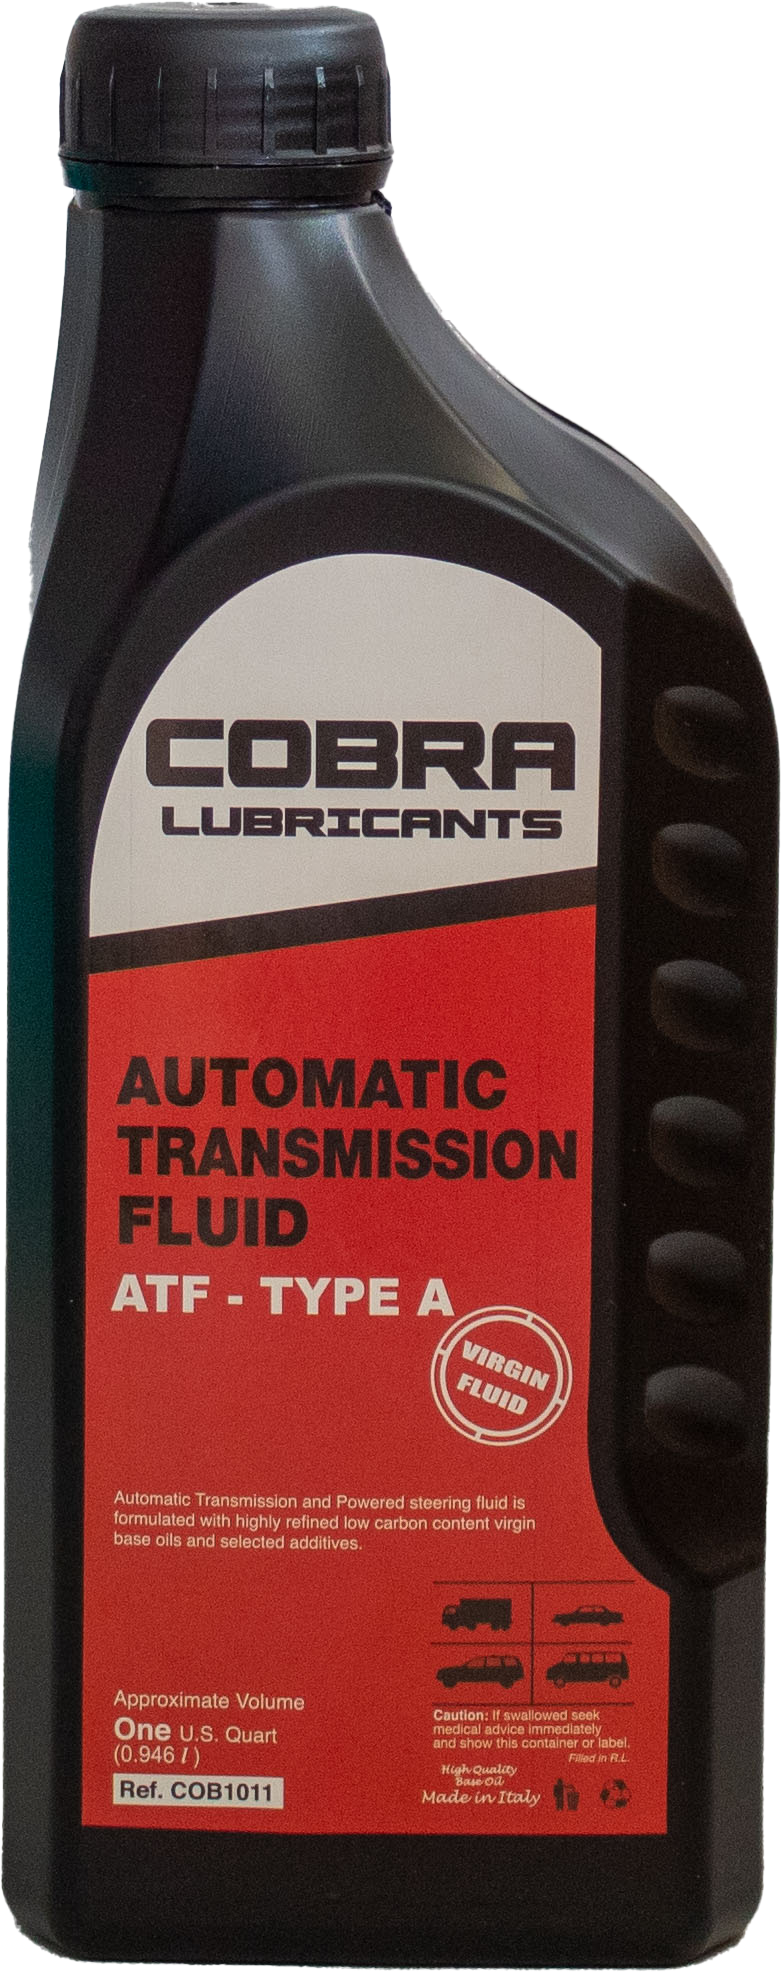 COBRA
LUBRICANTS
AUTOMATIC
TRANSMISSION
FLUID
ATF - TYPE A
VIRGIN
FLUID
Automatic Transmission and Powered steering fluid is
formulated with highly refined low carbon content virgin
base oils and selected additives.
Approximate Volume
One U.S. Quart
(0.946 l )
Ref. COB1011
Caution: If swallowed seek
medical advice immediately
and show this container or label.
Filled in R.L.
High Quality
Base Oil
Made in Italy